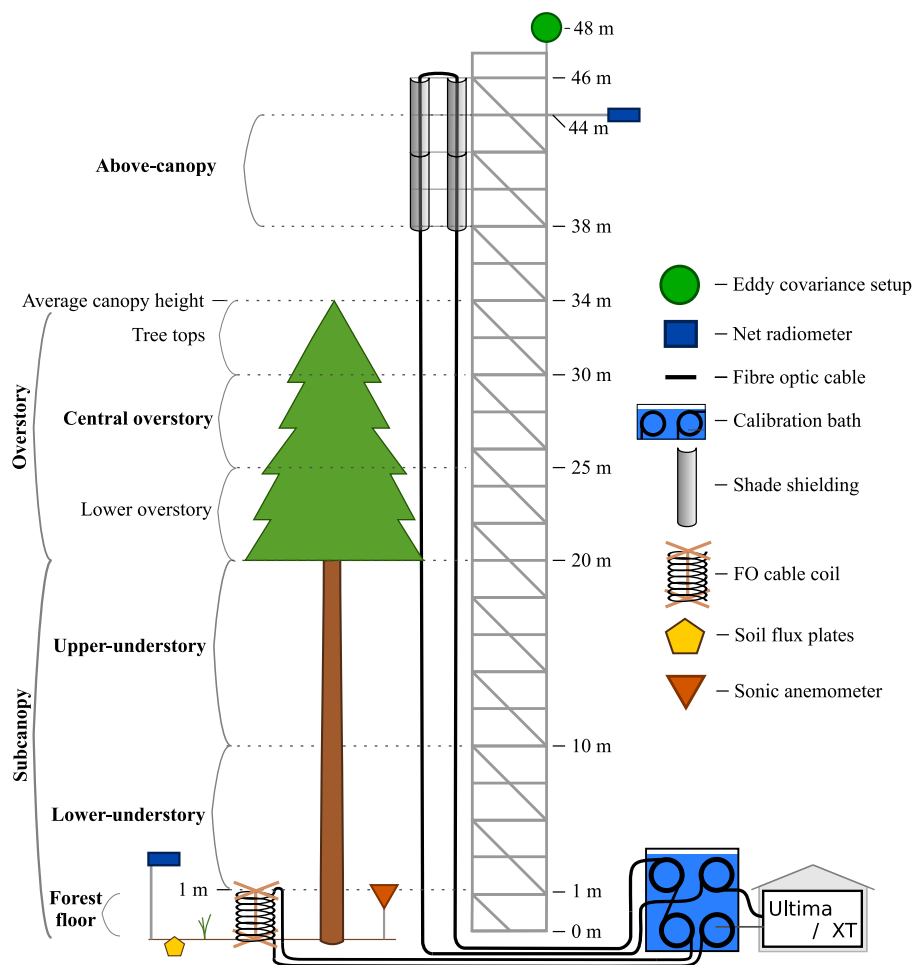 48 m
46 m
44 m
Above-canopy
38 m
Average canopy height
34 m
Tree tops
30 m
Central overstory
25 m
Lower overstory
20 m
Overstory
Upper-understory
10 m
Lower-understory
Subcanopy
1 m
1 m
Forest
floor
0 m
Eddy covariance setup
Net radiometer
Fibre optic cable
Calibration bath
Shade shielding
FO cable coil
Soil flux plates
Sonic anemometer
Ultima
/ XT